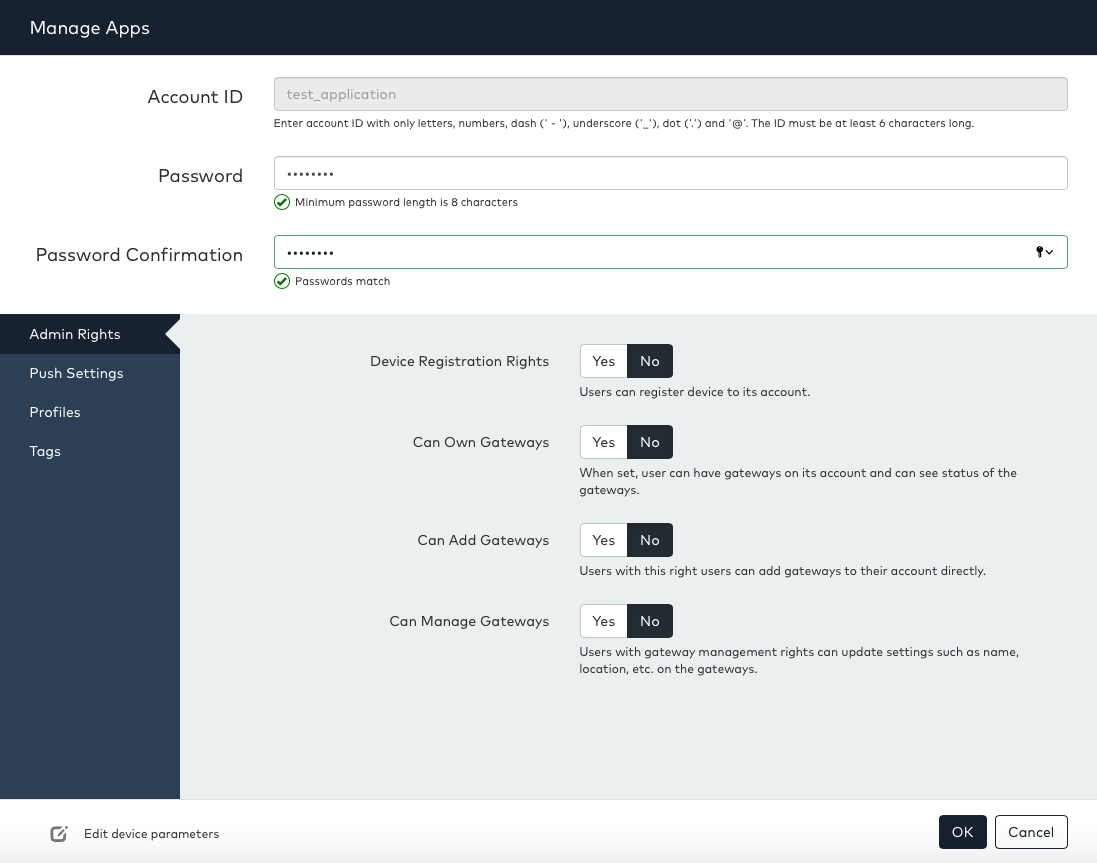 Manage Apps
Account ID
test_application
Enter account ID with only letters, numbers, dash (' - '), underscore ('_'), dot ('.') and '@'. The ID must be at least 6 characters long.
Password
••••••••
Minimum password length is 8 characters
Password Confirmation
••••••••
Passwords match
Admin Rights
Push Settings
Profiles
Tags
Device Registration Rights
Yes No
Users can register device to its account.
Can Own Gateways
Yes No
When set, user can have gateways on its account and can see status of the
gateways.
Can Add Gateways
Yes No
Users with this right users can add gateways to their account directly.
Can Manage Gateways
Yes No
Users with gateway management rights can update settings such as name,
location, etc. on the gateways.
Edit device parameters
OK
Cancel